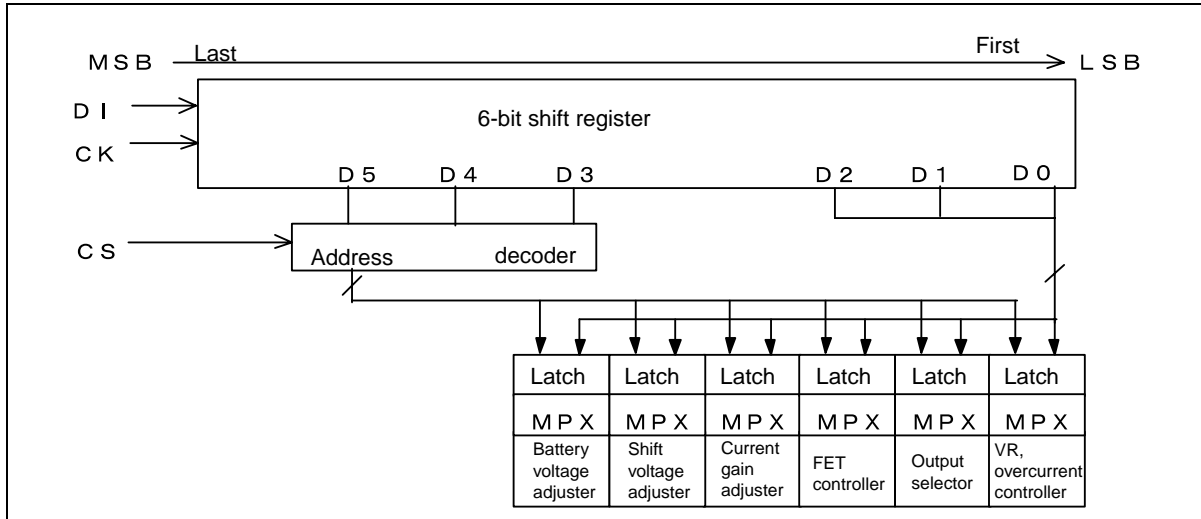 Last First
MSB LSB
DI
6-bit shift register
CK
D5 D4 D3 D2 D1 D0
CS
Address decoder
Latch Latch Latch Latch Latch Latch
MPX MPX MPX MPX MPX MPX
Battery voltage adjuster
Shift voltage adjuster
Current gain adjuster
FET controller
Output selector
VR, overcurrent controller